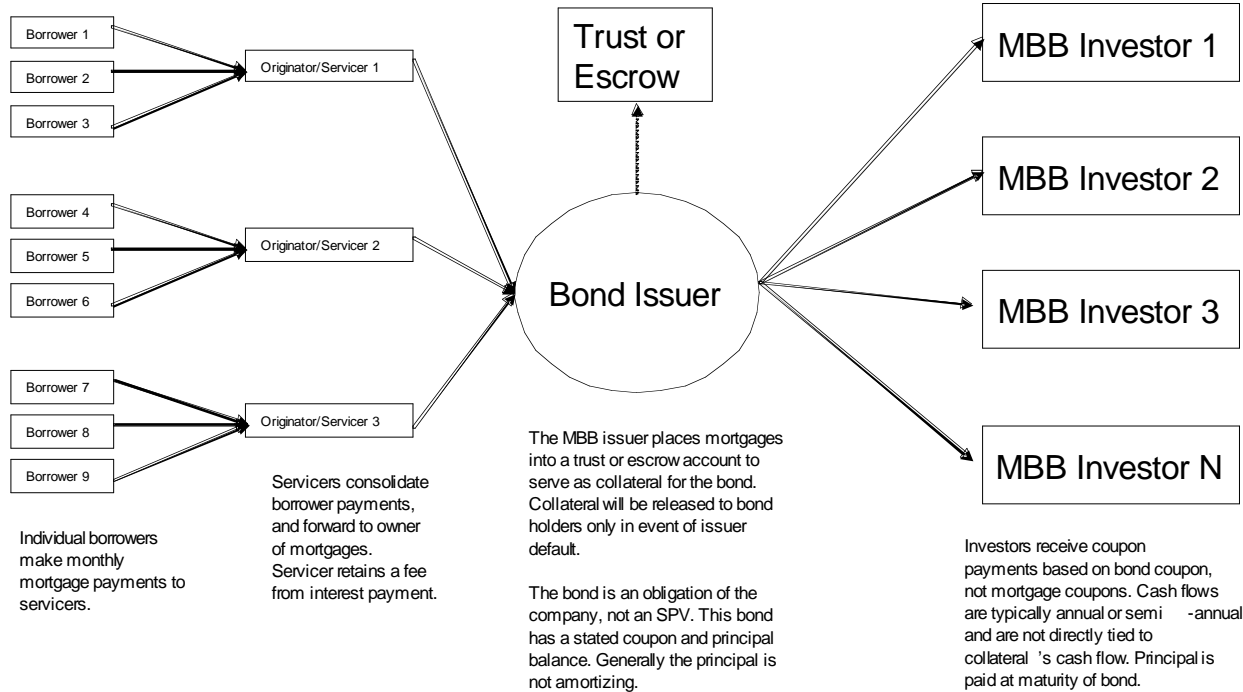 Borrower 1
Borrower 2
Borrower 3
Originator/Servicer 1
Trust or
Escrow
MBB Investor 1
MBB Investor 2
Borrower 4
Borrower 5
Borrower 6
Originator/Servicer 2
Bond Issuer
MBB Investor 3
Borrower 7
Borrower 8
Borrower 9
Originator/Servicer 3
MBB Investor N
Individual borrowers
make monthly
mortgage payments to
servicers.
Servicers consolidate
borrower payments,
and forward to owner
of mortgages.
Servicer retains a fee
from interest payment.
The MBB issuer places mortgages
into a trust or escrow account to
serve as collateral for the bond.
Collateral will be released to bond
holders only in event of issuer
default.
The bond is an obligation of the
company, not an SPV. This bond
has a stated coupon and principal
balance. Generally the principal is
not amortizing.
Investors receive coupon
payments based on bond coupon,
not mortgage coupons. Cash flows
are typically annual or semi -annual
and are not directly tied to
collateral 's cash flow. Principal is
paid at maturity of bond.